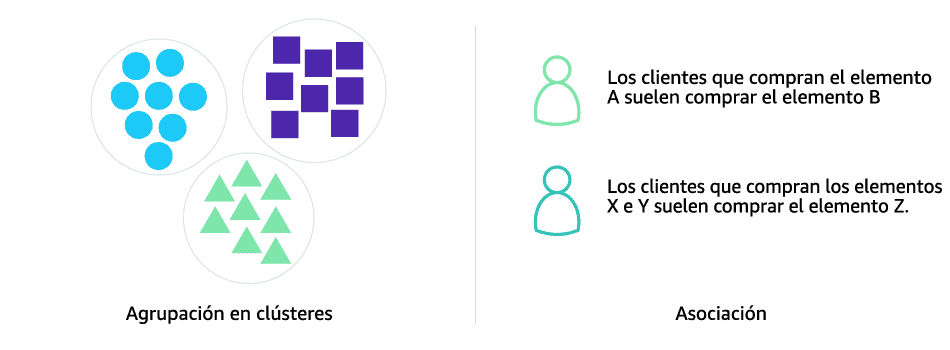 Los clientes que compran el elemento
A suelen comprar el elemento B
Los clientes que compran los elementos
X e Y suelen comprar el elemento Z.
Agrupación en clústeres
Asociación